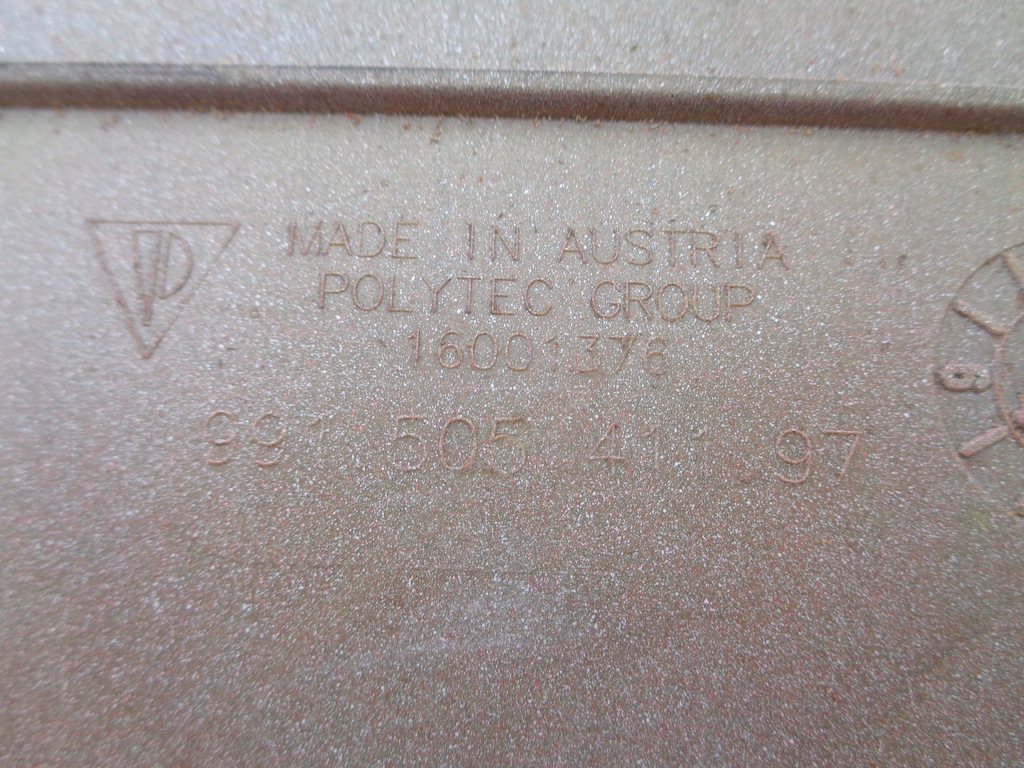 MADE IN AUSTRIA
POLYTEC GROUP
16001376
991 505 411 97